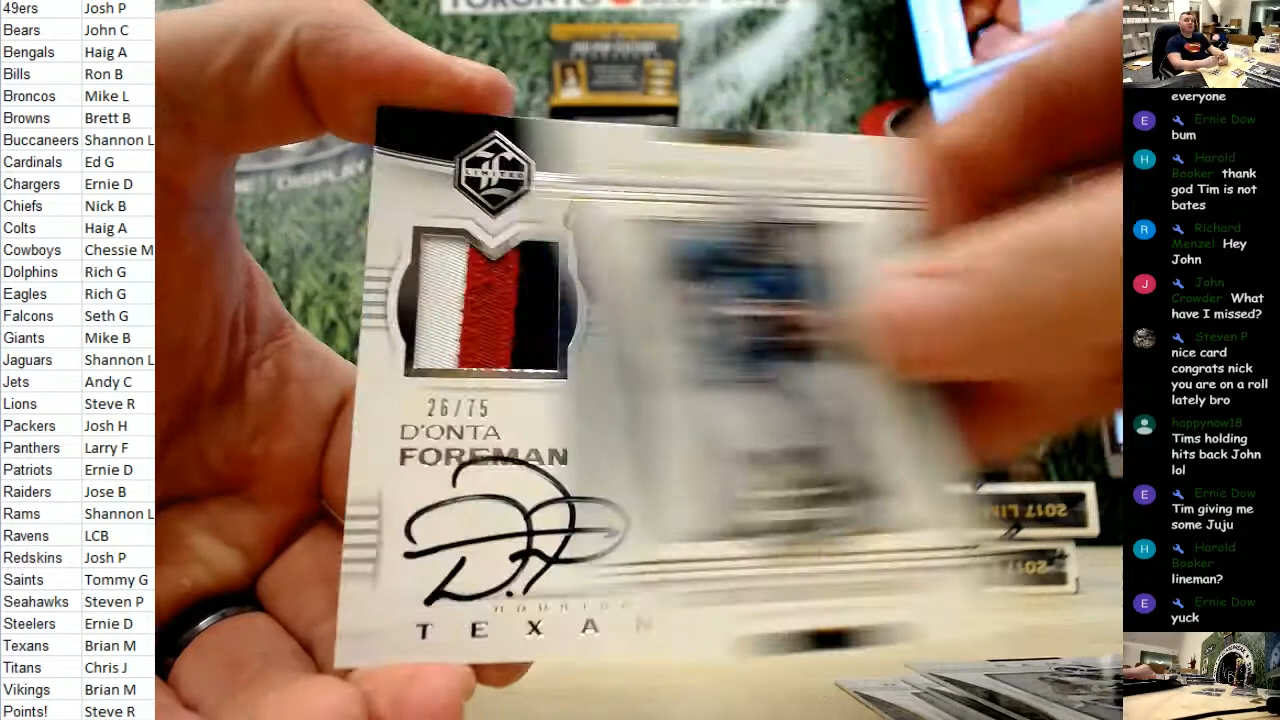 49ers Josh P
Bears John C
Bengals Haig A
Bills Ron B
Broncos Mike L
Browns Brett B
Buccaneers Shannon L
Cardinals Ed G
Chargers Ernie D
Chiefs Nick B
Colts Haig A
Cowboys Chessie M
Dolphins Rich G
Eagles Rich G
Falcons Seth G
Giants Mike B
Jaguars Shannon L
Jets Andy C
Lions Steve R
Packers Josh H
Panthers Larry F
Patriots Ernie D
Raiders Jose B
Rams Shannon L
Ravens LCB
Redskins Josh P
Saints Tommy G
Seahawks Steven P
Steelers Ernie D
Texans Brian M
Titans Chris J
Vikings Brian M
Points! Steve R
TORONTO
LIMITED
26/75
D'ONTA
FOREMAN
TEXAN
2017
2017
everyone
Ernie Dow
bum
Harold
Booker thank
god Tim is not
bates
Richard
Menzel Hey
John
John
Crowder What
have I missed?
Steven P
nice card
congrats nick
you are on a roll
lately bro
happynow18
Tims holding
hits back John
lol
Ernie Dow
Tim giving me
some Juju
Harold
Booker
lineman?
Ernie Dow
yuck